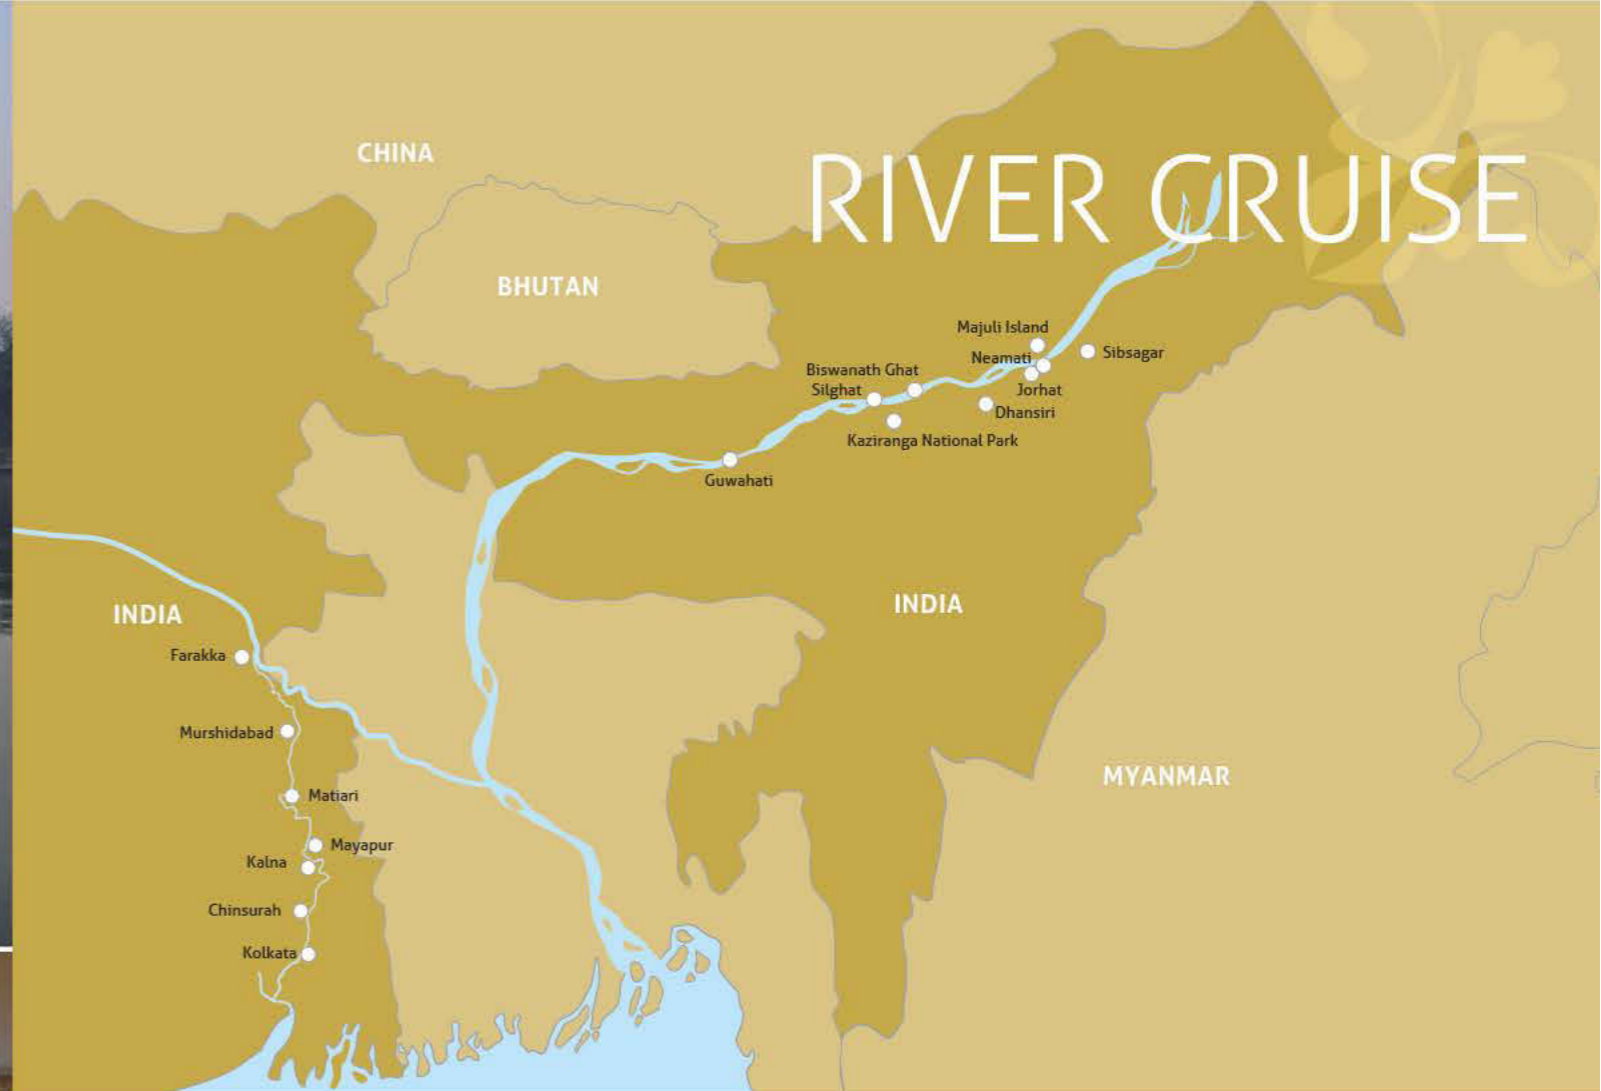 RIVER CRUISE
CHINA
BHUTAN
Majuli Island
Neamati
Sibsagar
Biswanath Ghat
Silghat
Jorhat
Dhansiri
Kaziranga National Park
Guwahati
INDIA
INDIA
Farakka
Murshidabad
MYANMAR
Matiari
Mayapur
Kalna
Chinsurah
Kolkata